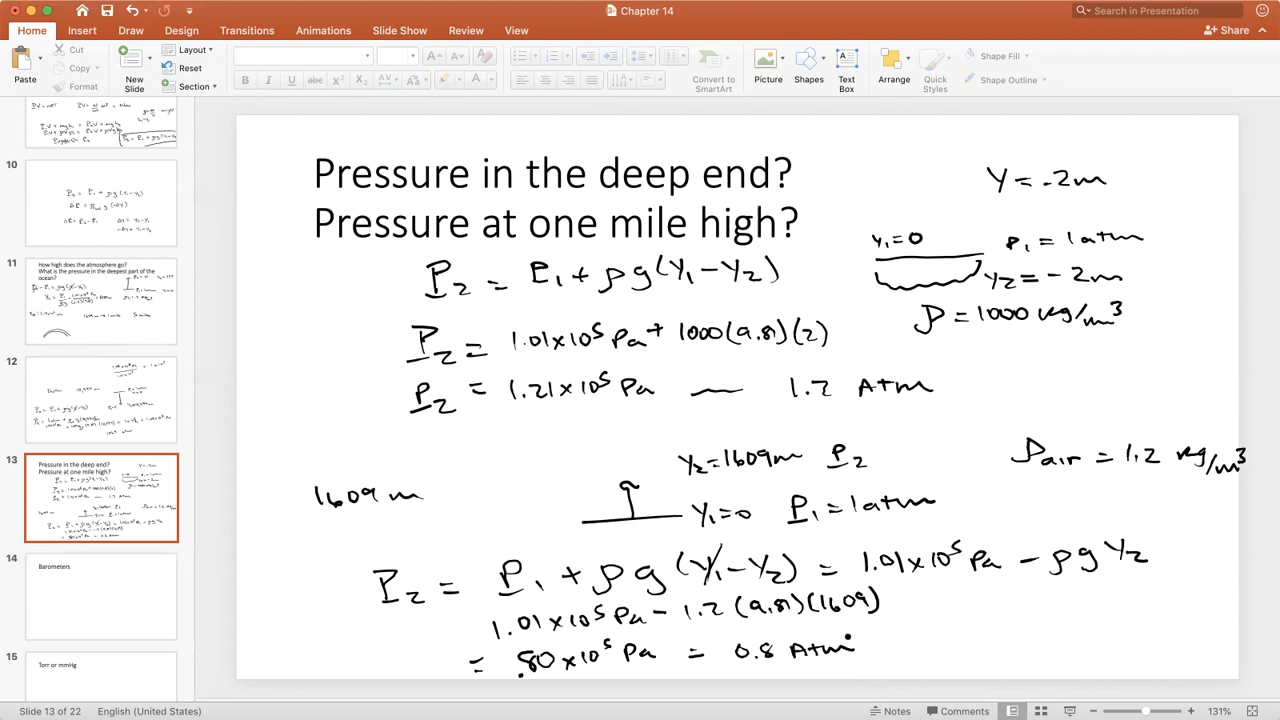 Chapter 14
Search in Presentation
Home Insert Draw Design Transitions Animations Slide Show Review View
Share
Paste
Cut
Copy
Format
New Slide
Layout
Reset
Section
B I U abc X² X₂ AV Aa A
Convert to SmartArt
Picture
Shapes
Text Box
Arrange
Quick Styles
Shape Fill
Shape Outline
10
11
How high does the atmosphere go?
What is the pressure in the deepest part of the ocean?
12
13
Pressure in the deep end?
Pressure at one mile high?
14
Barometers
15
Torr or mmHg
Pressure in the deep end?
Pressure at one mile high?
Y = -2m
Y₁=0 P₁ = 1atm
Y₂ = -2m
ρ = 1000 kg/m³
P₂ = P₁ + ρg(Y₁-Y₂)
P₂ = 1.01x10⁵ Pa + 1000(9.81)(2)
P₂ = 1.21x10⁵ Pa — 1.2 Atm
1609m
Y₂=1609m P₂
Y₁=0 P₁ = 1atm
ρair = 1.2 kg/m³
P₂ = P₁ + ρg(Y₁-Y₂) = 1.01x10⁵ Pa - ρgY₂
1.01x10⁵ Pa - 1.2(9.81)(1609)
= .80x10⁵ Pa = 0.8 Atm
Slide 13 of 22 English (United States)
Notes Comments
131%